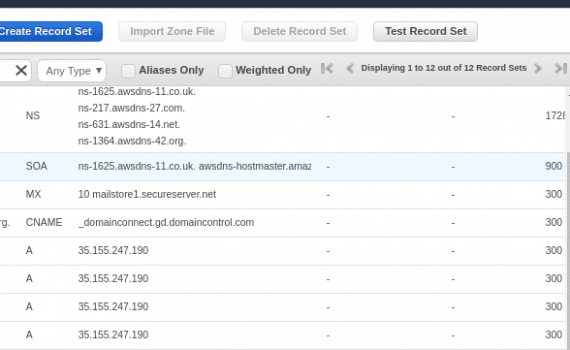 Create Record Set Import Zone File Delete Record Set Test Record Set
Any Type Aliases Only Weighted Only Displaying 1 to 12 out of 12 Record Sets
ns-1625.awsdns-11.co.uk.
ns-217.awsdns-27.com.
NS - - 1728
ns-631.awsdns-14.net.
ns-1364.awsdns-42.org.
SOA ns-1625.awsdns-11.co.uk. awsdns-hostmaster.amaz - - 900
MX 10 mailstore1.secureserver.net - - 300
rg. CNAME _domainconnect.gd.domaincontrol.com - - 300
A 35.155.247.190 - - 300
A 35.155.247.190 - - 300
A 35.155.247.190 - - 300
A 35.155.247.190 - - 300